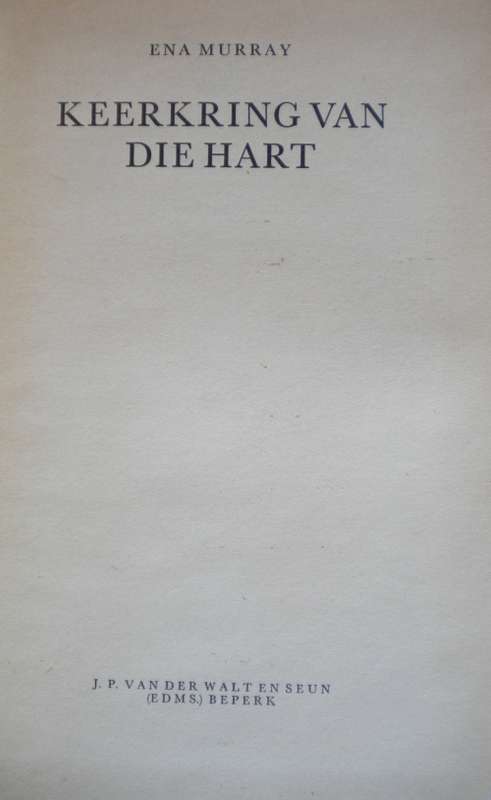 ENA MURRAY
KEERKRING VAN
DIE HART
J. P. VAN DER WALT EN SEUN
(EDMS.) BEPERK